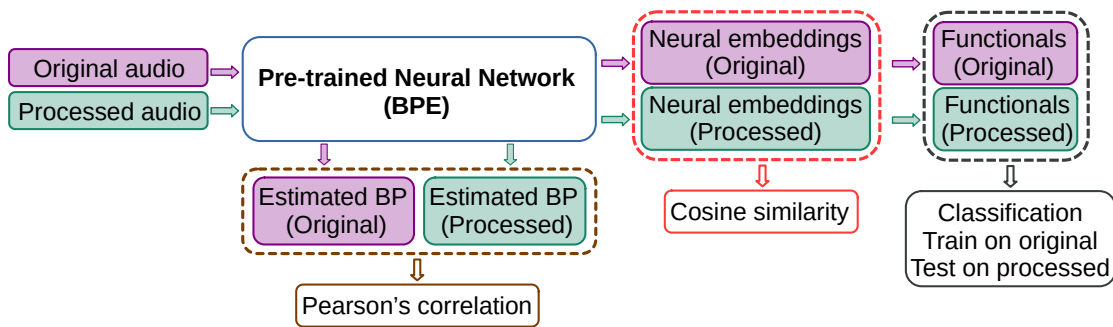 Original audio
Processed audio
Pre-trained Neural Network
(BPE)
Neural embeddings
(Original)
Neural embeddings
(Processed)
Functionals
(Original)
Functionals
(Processed)
Estimated BP
(Original)
Estimated BP
(Processed)
Pearson's correlation
Cosine similarity
Classification
Train on original
Test on processed